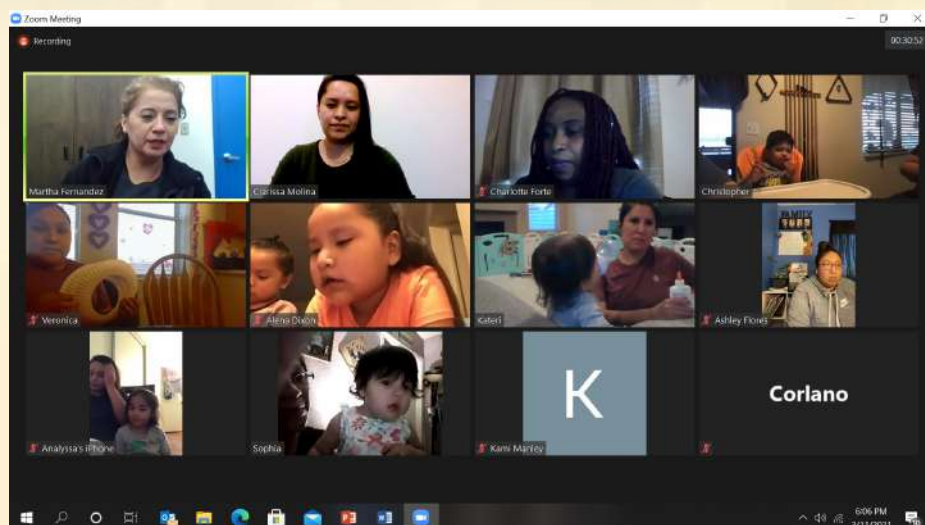 Zoom Meeting
Recording
00:30:52
Martha Fernandez
Clarissa Molina
Charlotte Forte
Christopher
Veronica
Alena Dixon
Kateri
FAMILY
Ashley Flores
Analyssa's iPhone
Sophia
K
Kami Manley
Corlano
6:06 PM